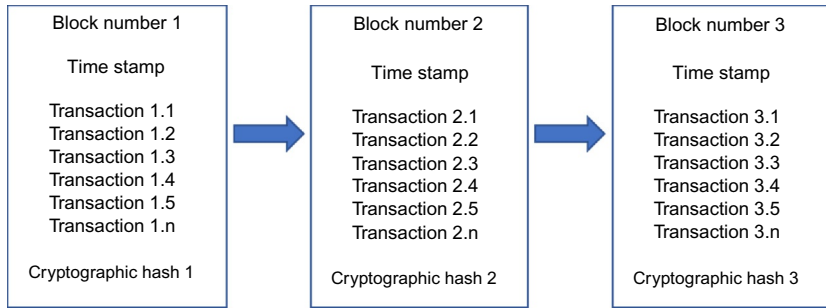 Block number 1
Time stamp
Transaction 1.1
Transaction 1.2
Transaction 1.3
Transaction 1.4
Transaction 1.5
Transaction 1.n
Cryptographic hash 1
Block number 2
Time stamp
Transaction 2.1
Transaction 2.2
Transaction 2.3
Transaction 2.4
Transaction 2.5
Transaction 2.n
Cryptographic hash 2
Block number 3
Time stamp
Transaction 3.1
Transaction 3.2
Transaction 3.3
Transaction 3.4
Transaction 3.5
Transaction 3.n
Cryptographic hash 3